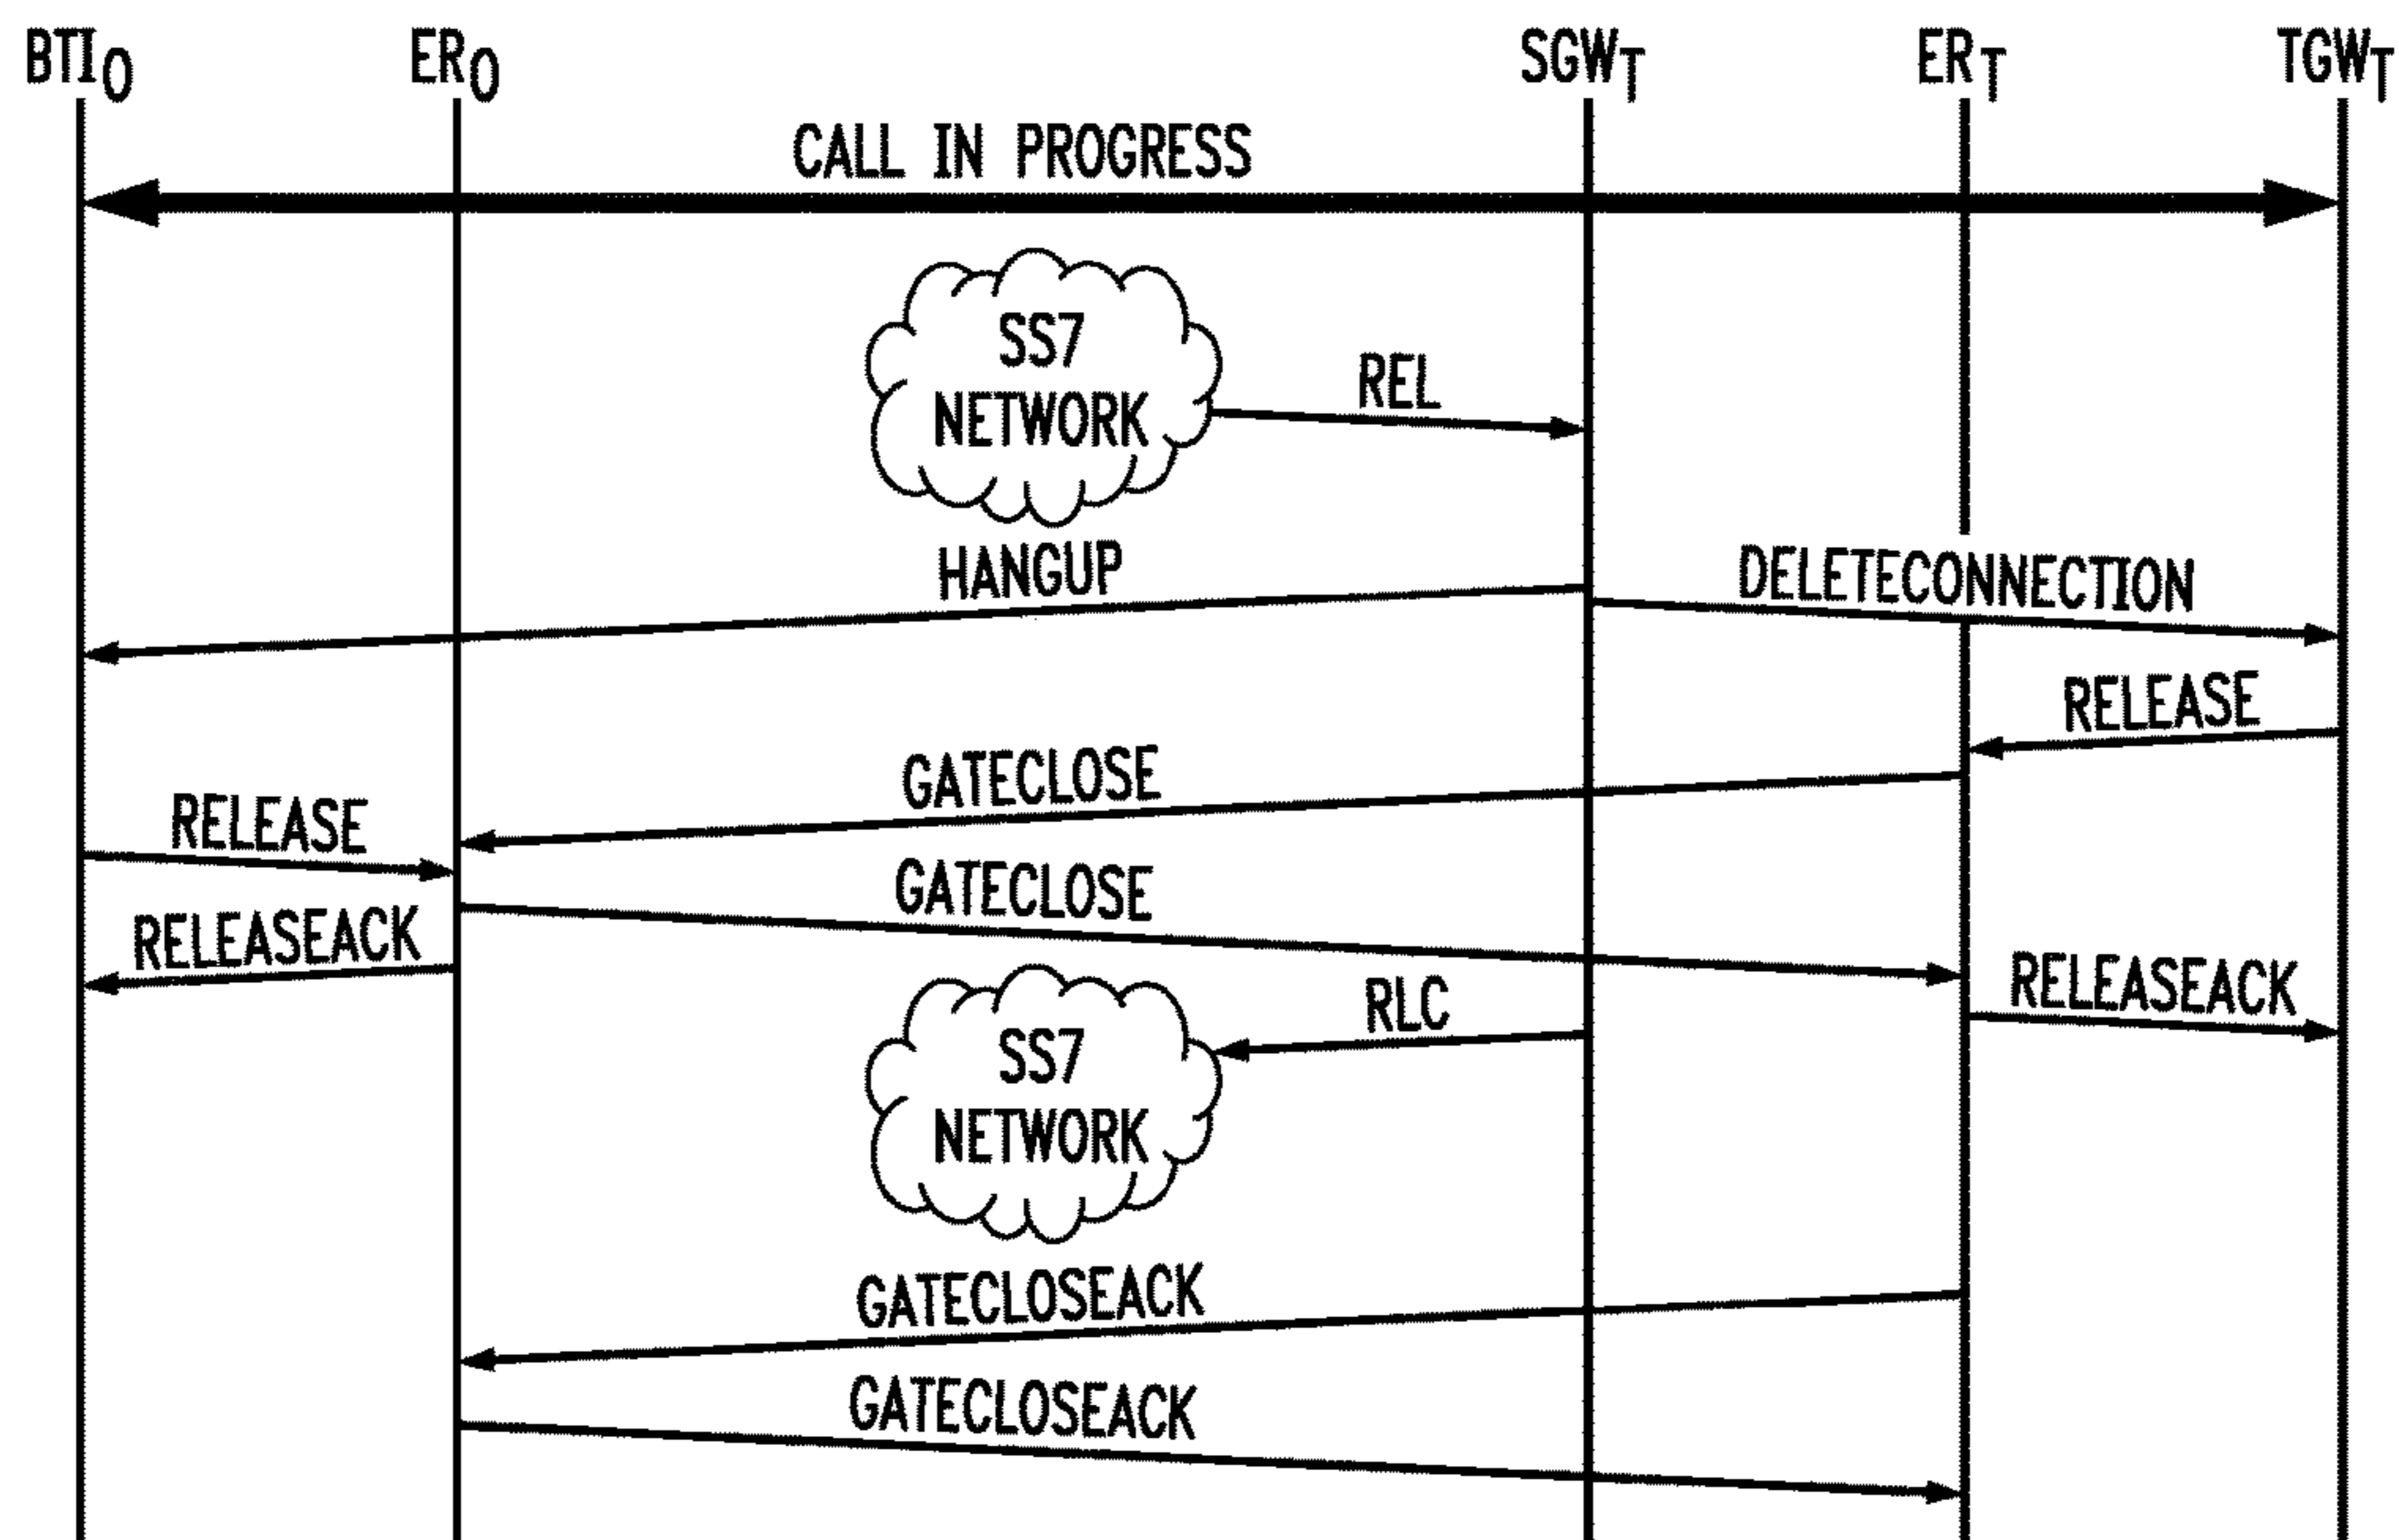 BTIO ERO SGWT ERT TGWT
CALL IN PROGRESS
SS7
NETWORK
REL
HANGUP
DELETECONNECTION
RELEASE
GATECLOSE
RELEASE
GATECLOSE
RELEASEACK
RELEASEACK
RLC
SS7
NETWORK
GATECLOSEACK
GATECLOSEACK